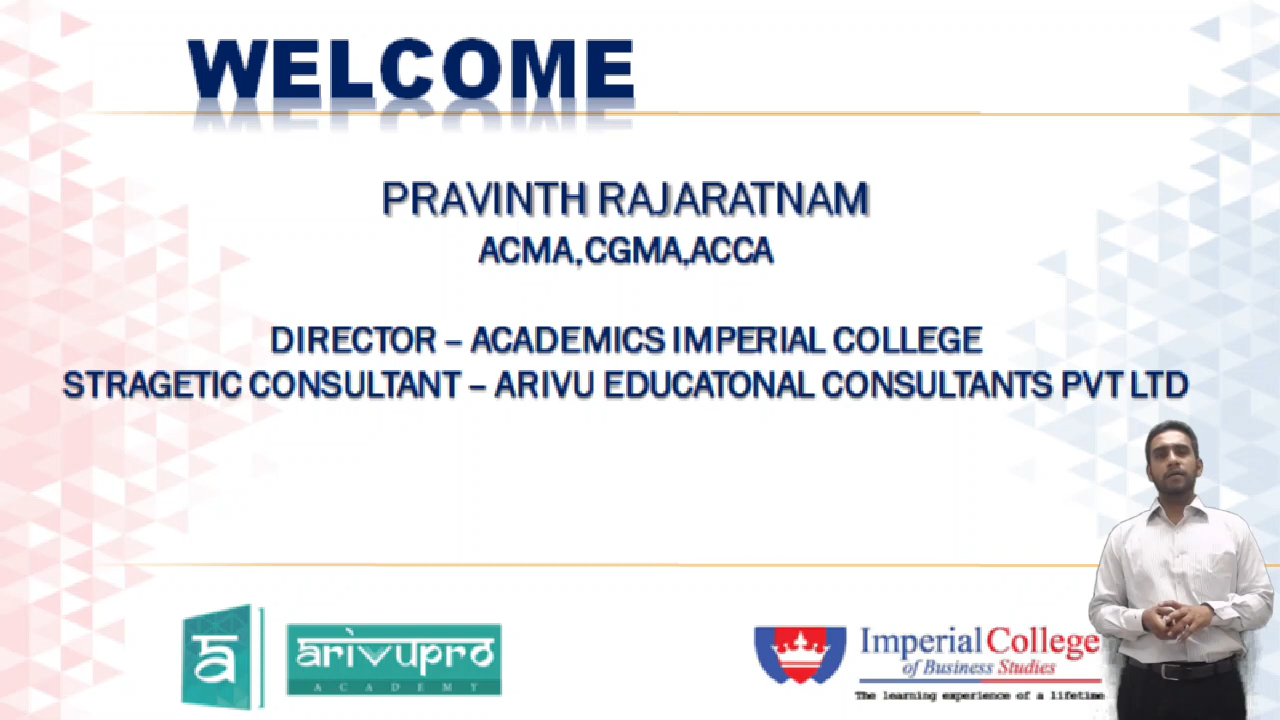 WELCOME
PRAVINTH RAJARATNAM
ACMA,CGMA,ACCA
DIRECTOR – ACADEMICS IMPERIAL COLLEGE
STRAGETIC CONSULTANT – ARIVU EDUCATONAL CONSULTANTS PVT LTD
a
arivupro
ACADEMY
Imperial College
of Business Studies
The learning experience of a lifetime